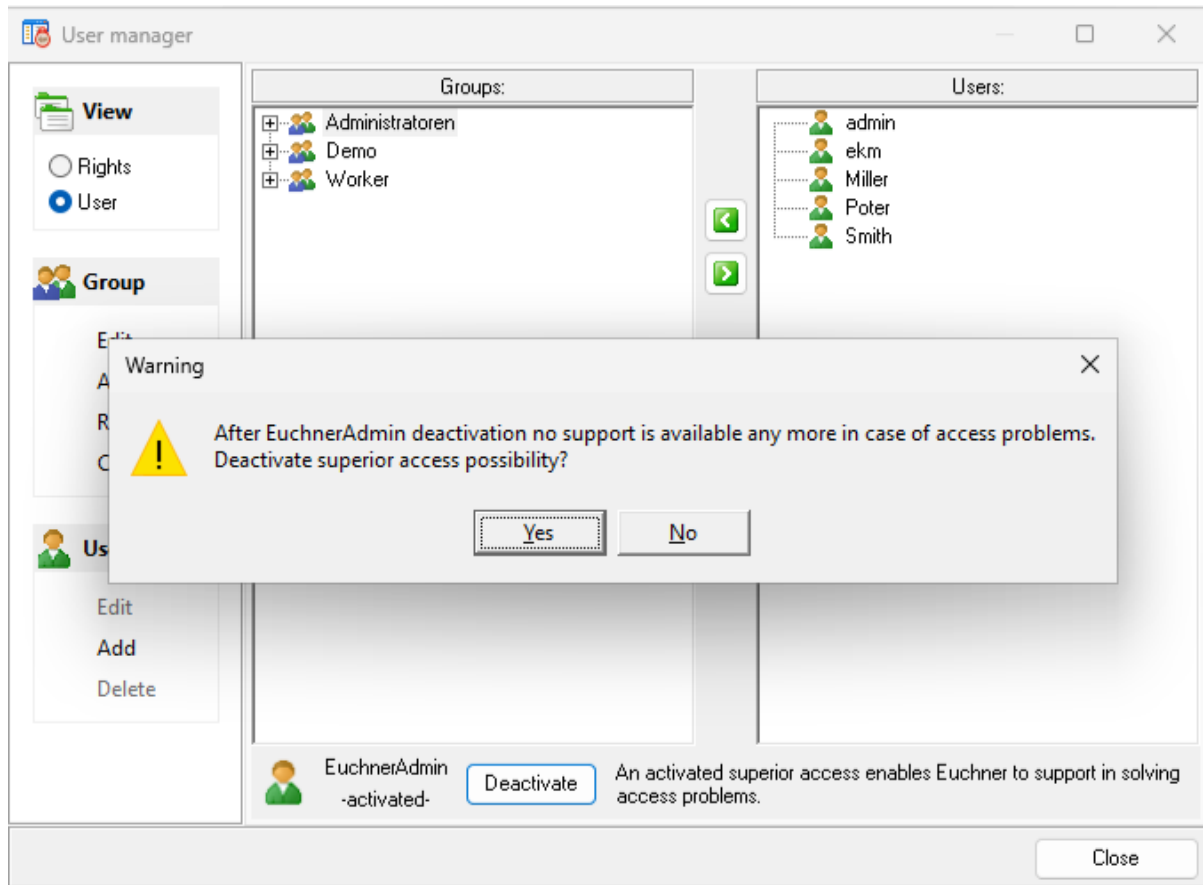 User manager
View
Rights
User
Group
User
Edit
Add
Delete
Groups:
Administratoren
Demo
Worker
Users:
admin
ekm
Miller
Poter
Smith
Warning
After EuchnerAdmin deactivation no support is available any more in case of access problems.
Deactivate superior access possibility?
Yes
No
EuchnerAdmin
-activated-
Deactivate
An activated superior access enables Euchner to support in solving
access problems.
Close